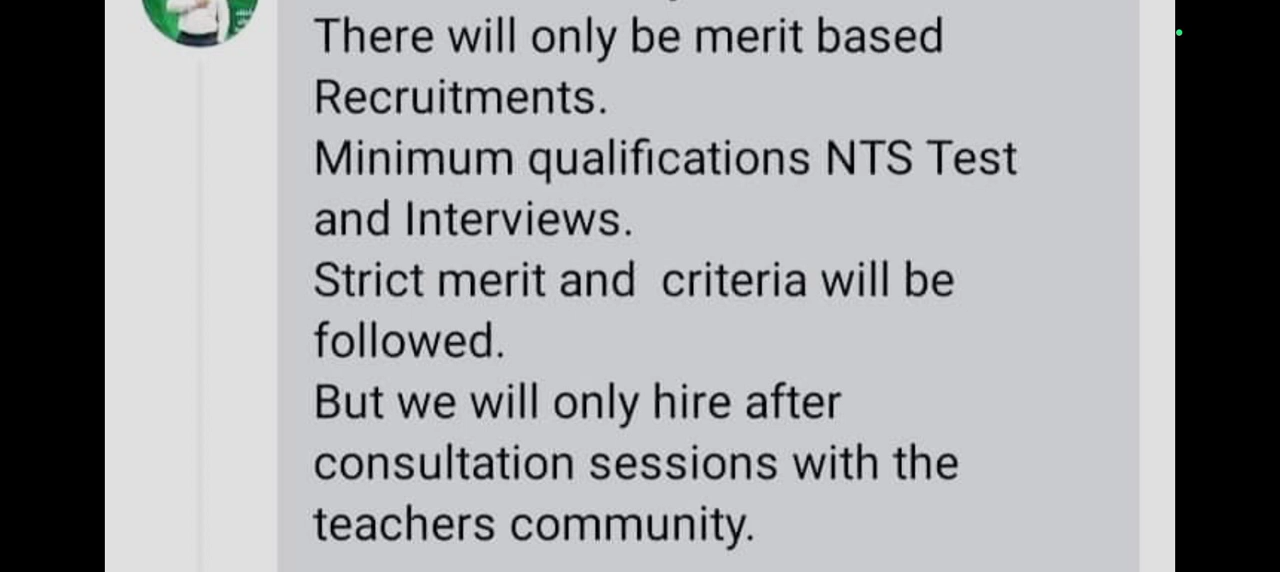 There will only be merit based
Recruitments.
Minimum qualifications NTS Test
and Interviews.
Strict merit and  criteria will be
followed.
But we will only hire after
consultation sessions with the
teachers community.